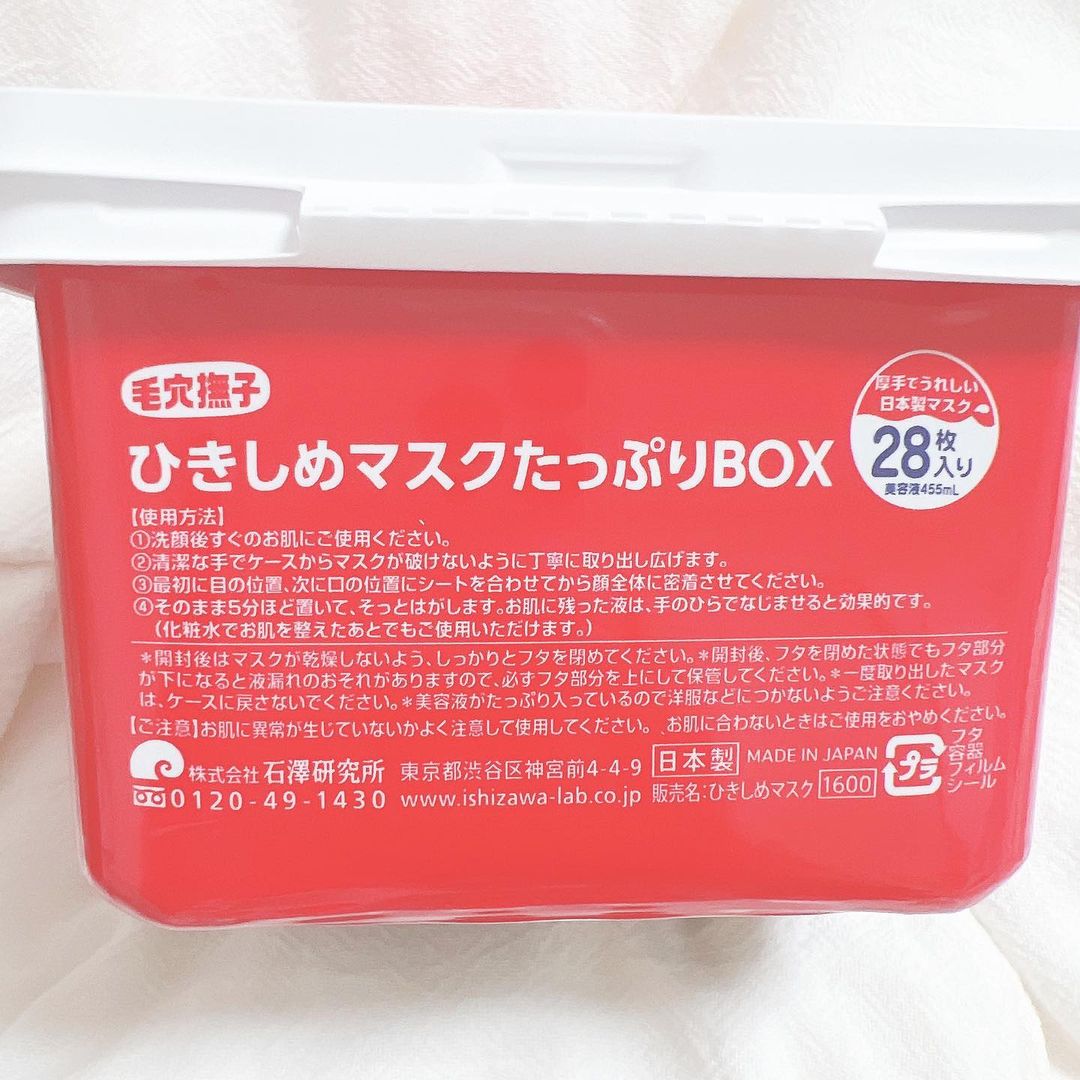 毛穴撫子
ひきしめマスクたっぷりBOX
厚手でうれしい
日本製マスク
28枚入り
美容液455mL
【使用方法】
①洗顔後すぐのお肌にご使用ください。
②清潔な手でケースからマスクが破けないように丁寧に取り出し広げます。
③最初に目の位置、次に口の位置にシートを合わせてから顔全体に密着させてください。
④そのまま5分ほど置いて、そっとはがします。お肌に残った液は、手のひらでなじませると効果的です。
（化粧水でお肌を整えたあとでもご使用いただけます。）
＊開封後はマスクが乾燥しないよう、しっかりとフタを閉めてください。＊開封後、フタを閉めた状態でもフタ部分
が下になると液漏れのおそれがありますので、必ずフタ部分を上にして保管してください。＊一度取り出したマスク
は、ケースに戻さないでください。＊美容液がたっぷり入っているので洋服などにつかないようご注意ください。
【ご注意】お肌に異常が生じていないかよく注意して使用してください。お肌に合わないときはご使用をおやめください。
株式会社 石澤研究所 東京都渋谷区神宮前4-4-9 日本製 MADE IN JAPAN
0120-49-1430 www.ishizawa-lab.co.jp 販売名：ひきしめマスク 1600
プラ
フタ
容器
フィルム
シール